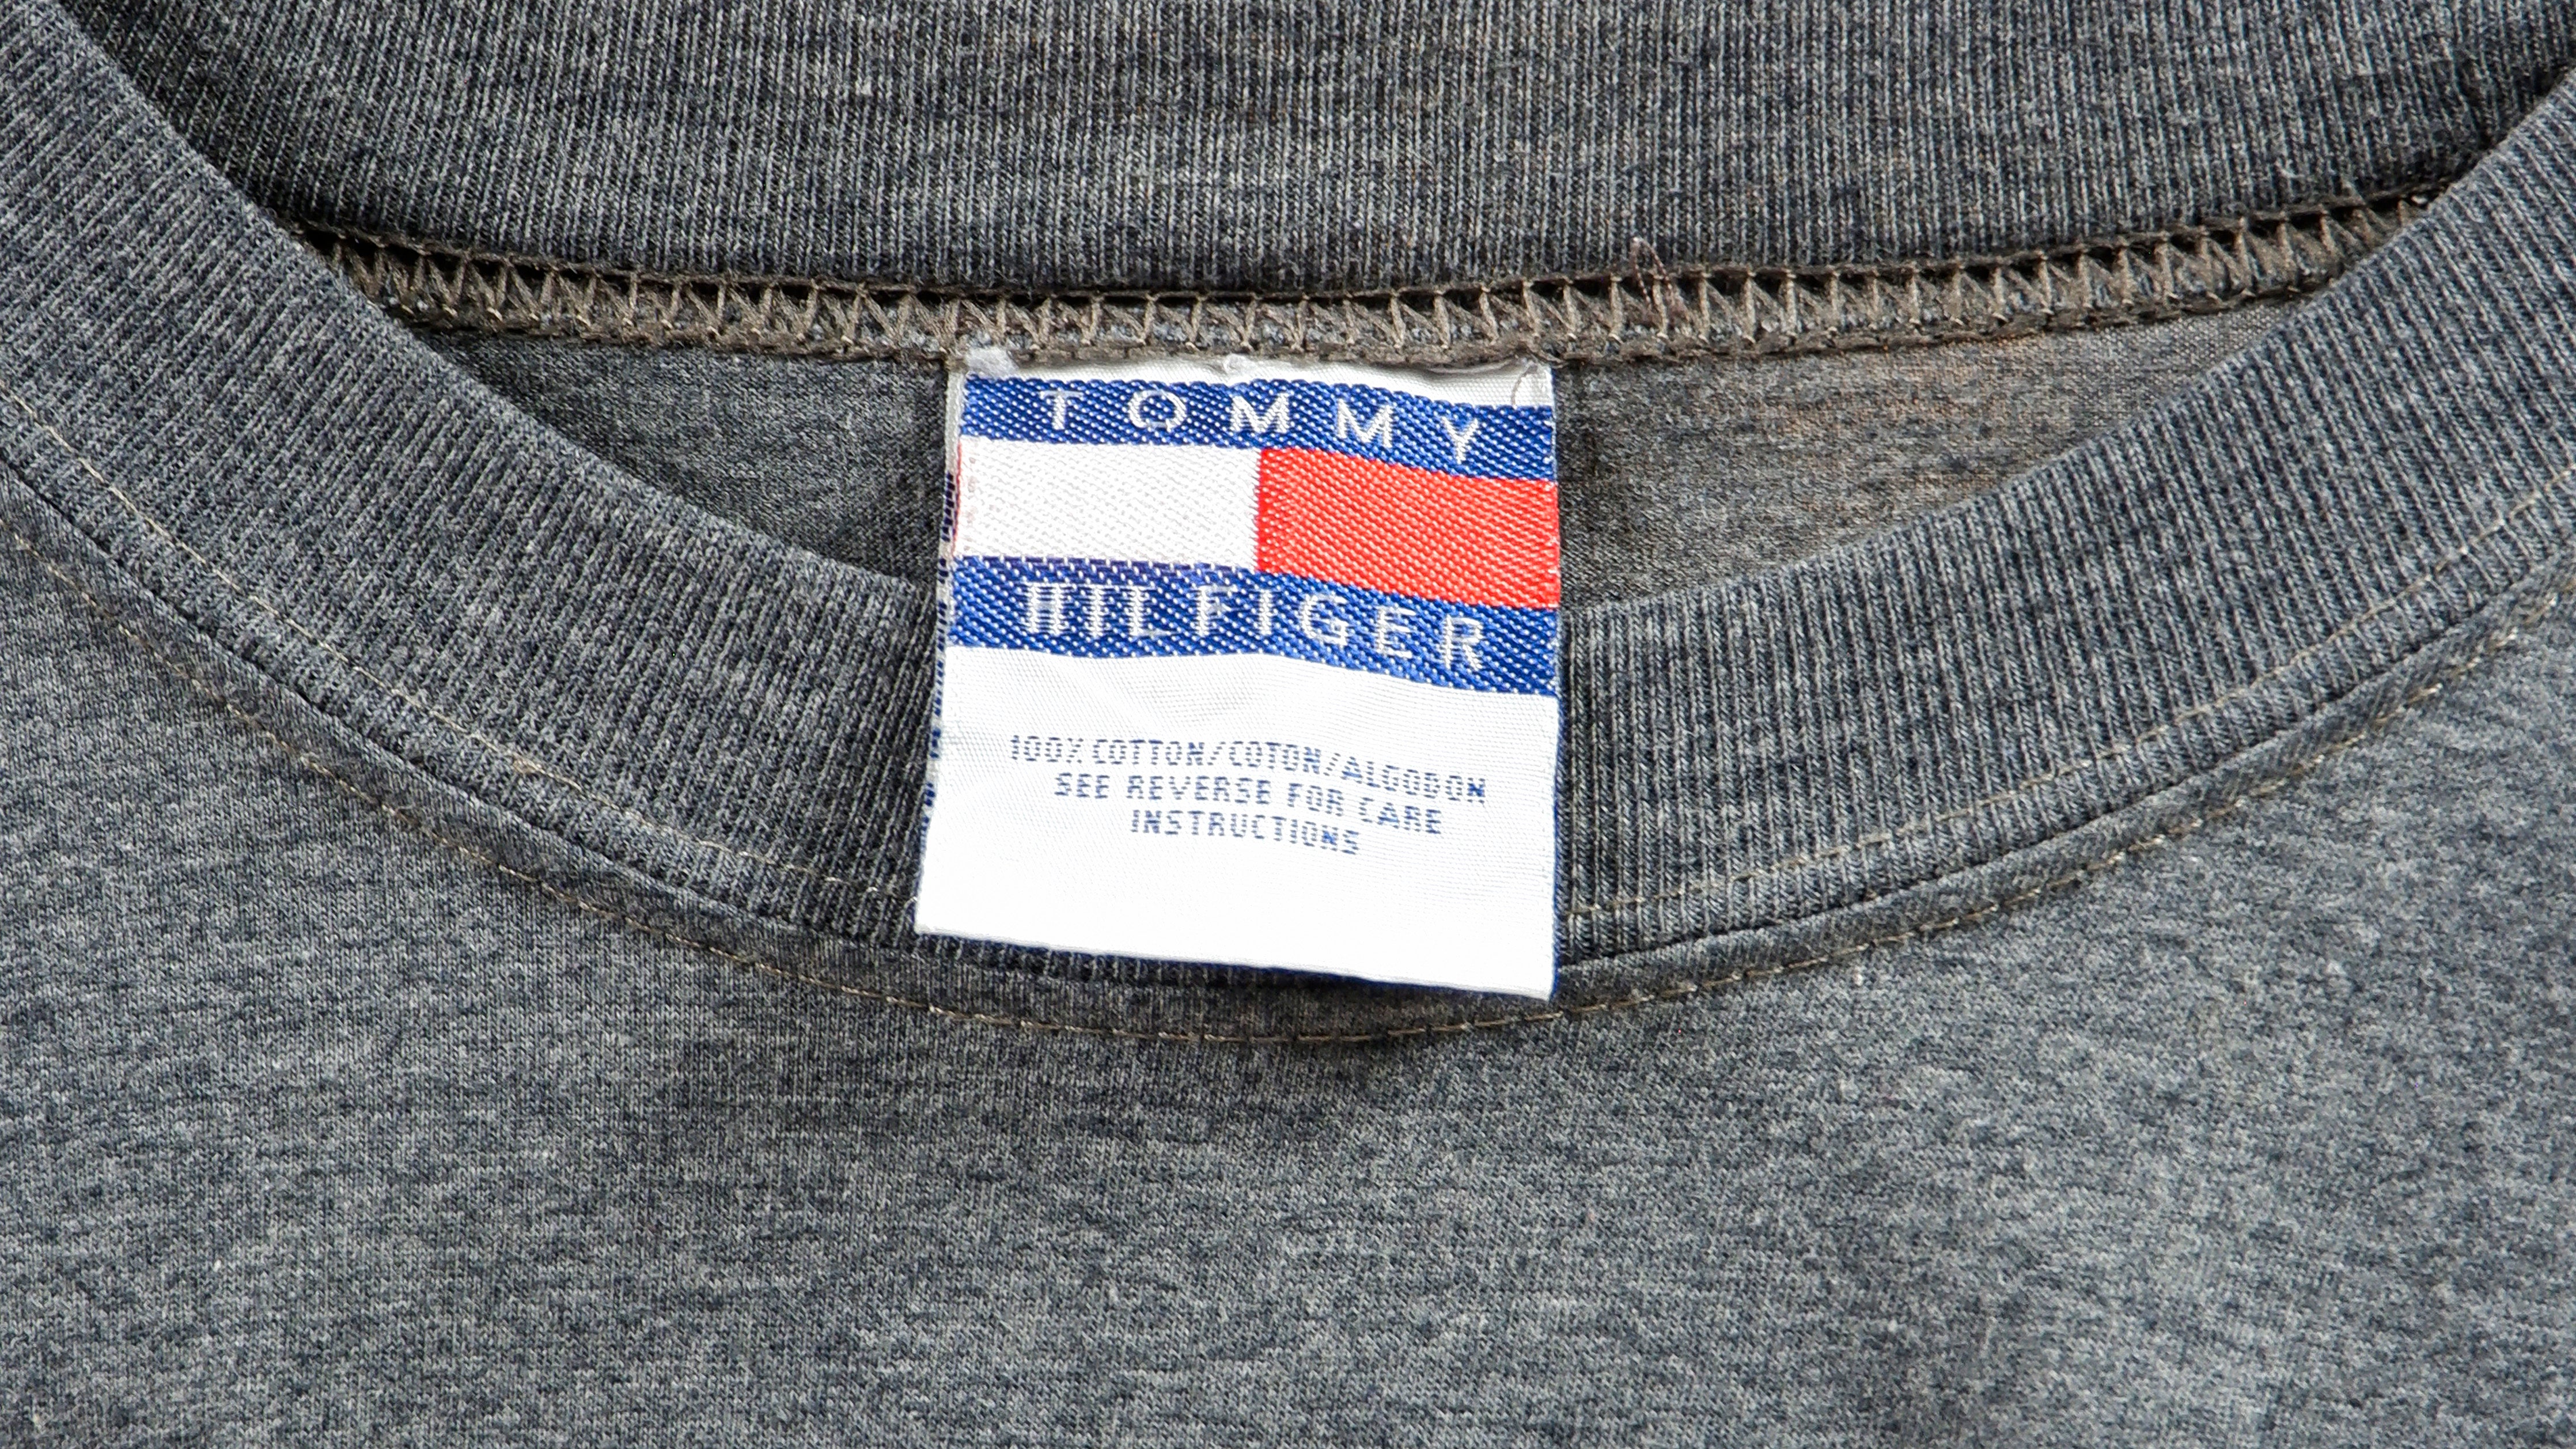 TOMMY
HILFIGER
100% COTTON/COTON/ALGODON
SEE REVERSE FOR CARE
INSTRUCTIONS